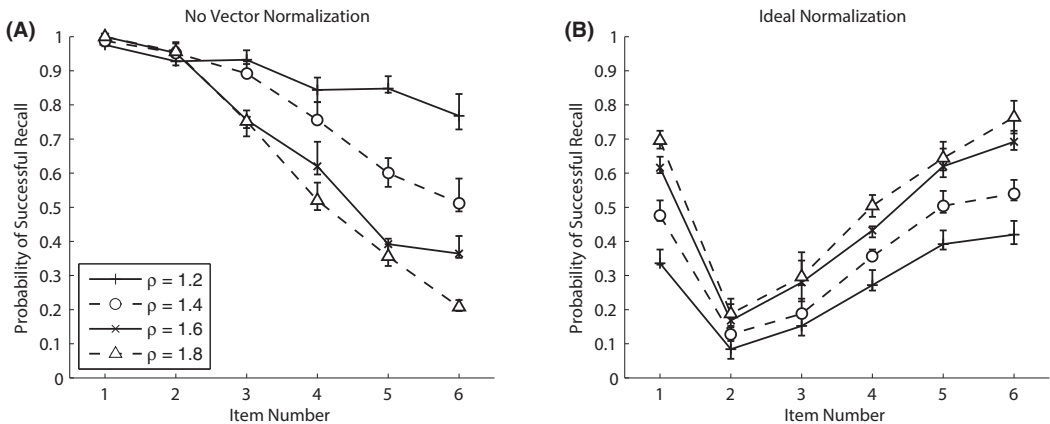 No Vector Normalization
(A)
1
0.9
0.8
0.7
0.6
0.5
0.4
0.3
0.2
0.1
0
Probability of Successful Recall
ρ = 1.2
ρ = 1.4
ρ = 1.6
ρ = 1.8
1 2 3 4 5 6
Item Number
Ideal Normalization
(B)
1
0.9
0.8
0.7
0.6
0.5
0.4
0.3
0.2
0.1
0
Probability of Successful Recall
1 2 3 4 5 6
Item Number